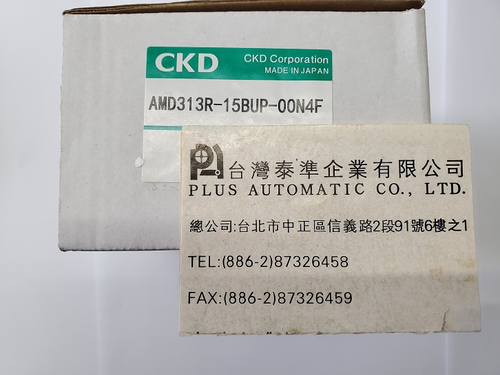 CKD
CKD Corporation
MADE IN JAPAN
AMD313R-15BUP-00N4F
台灣泰準企業有限公司
PLUS AUTOMATIC CO., LTD.
總公司:台北市中正區信義路2段91號6樓之1
TEL:(886-2)87326458
FAX:(886-2)87326459